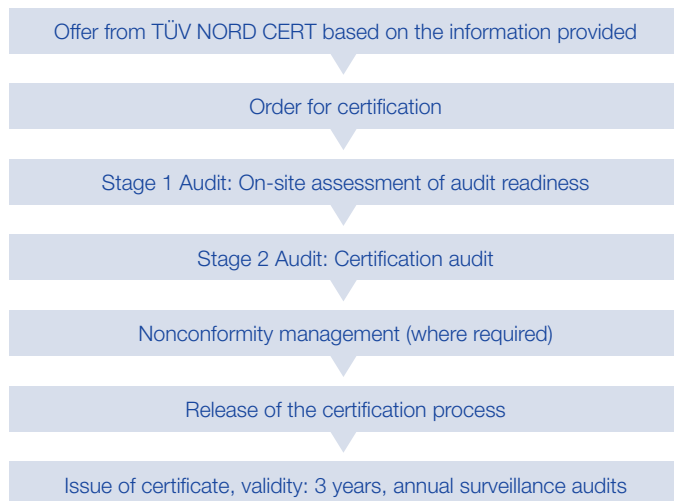 Offer from TÜV NORD CERT based on the information provided
Order for certification
Stage 1 Audit: On-site assessment of audit readiness
Stage 2 Audit: Certification audit
Nonconformity management (where required)
Release of the certification process
Issue of certificate, validity: 3 years, annual surveillance audits